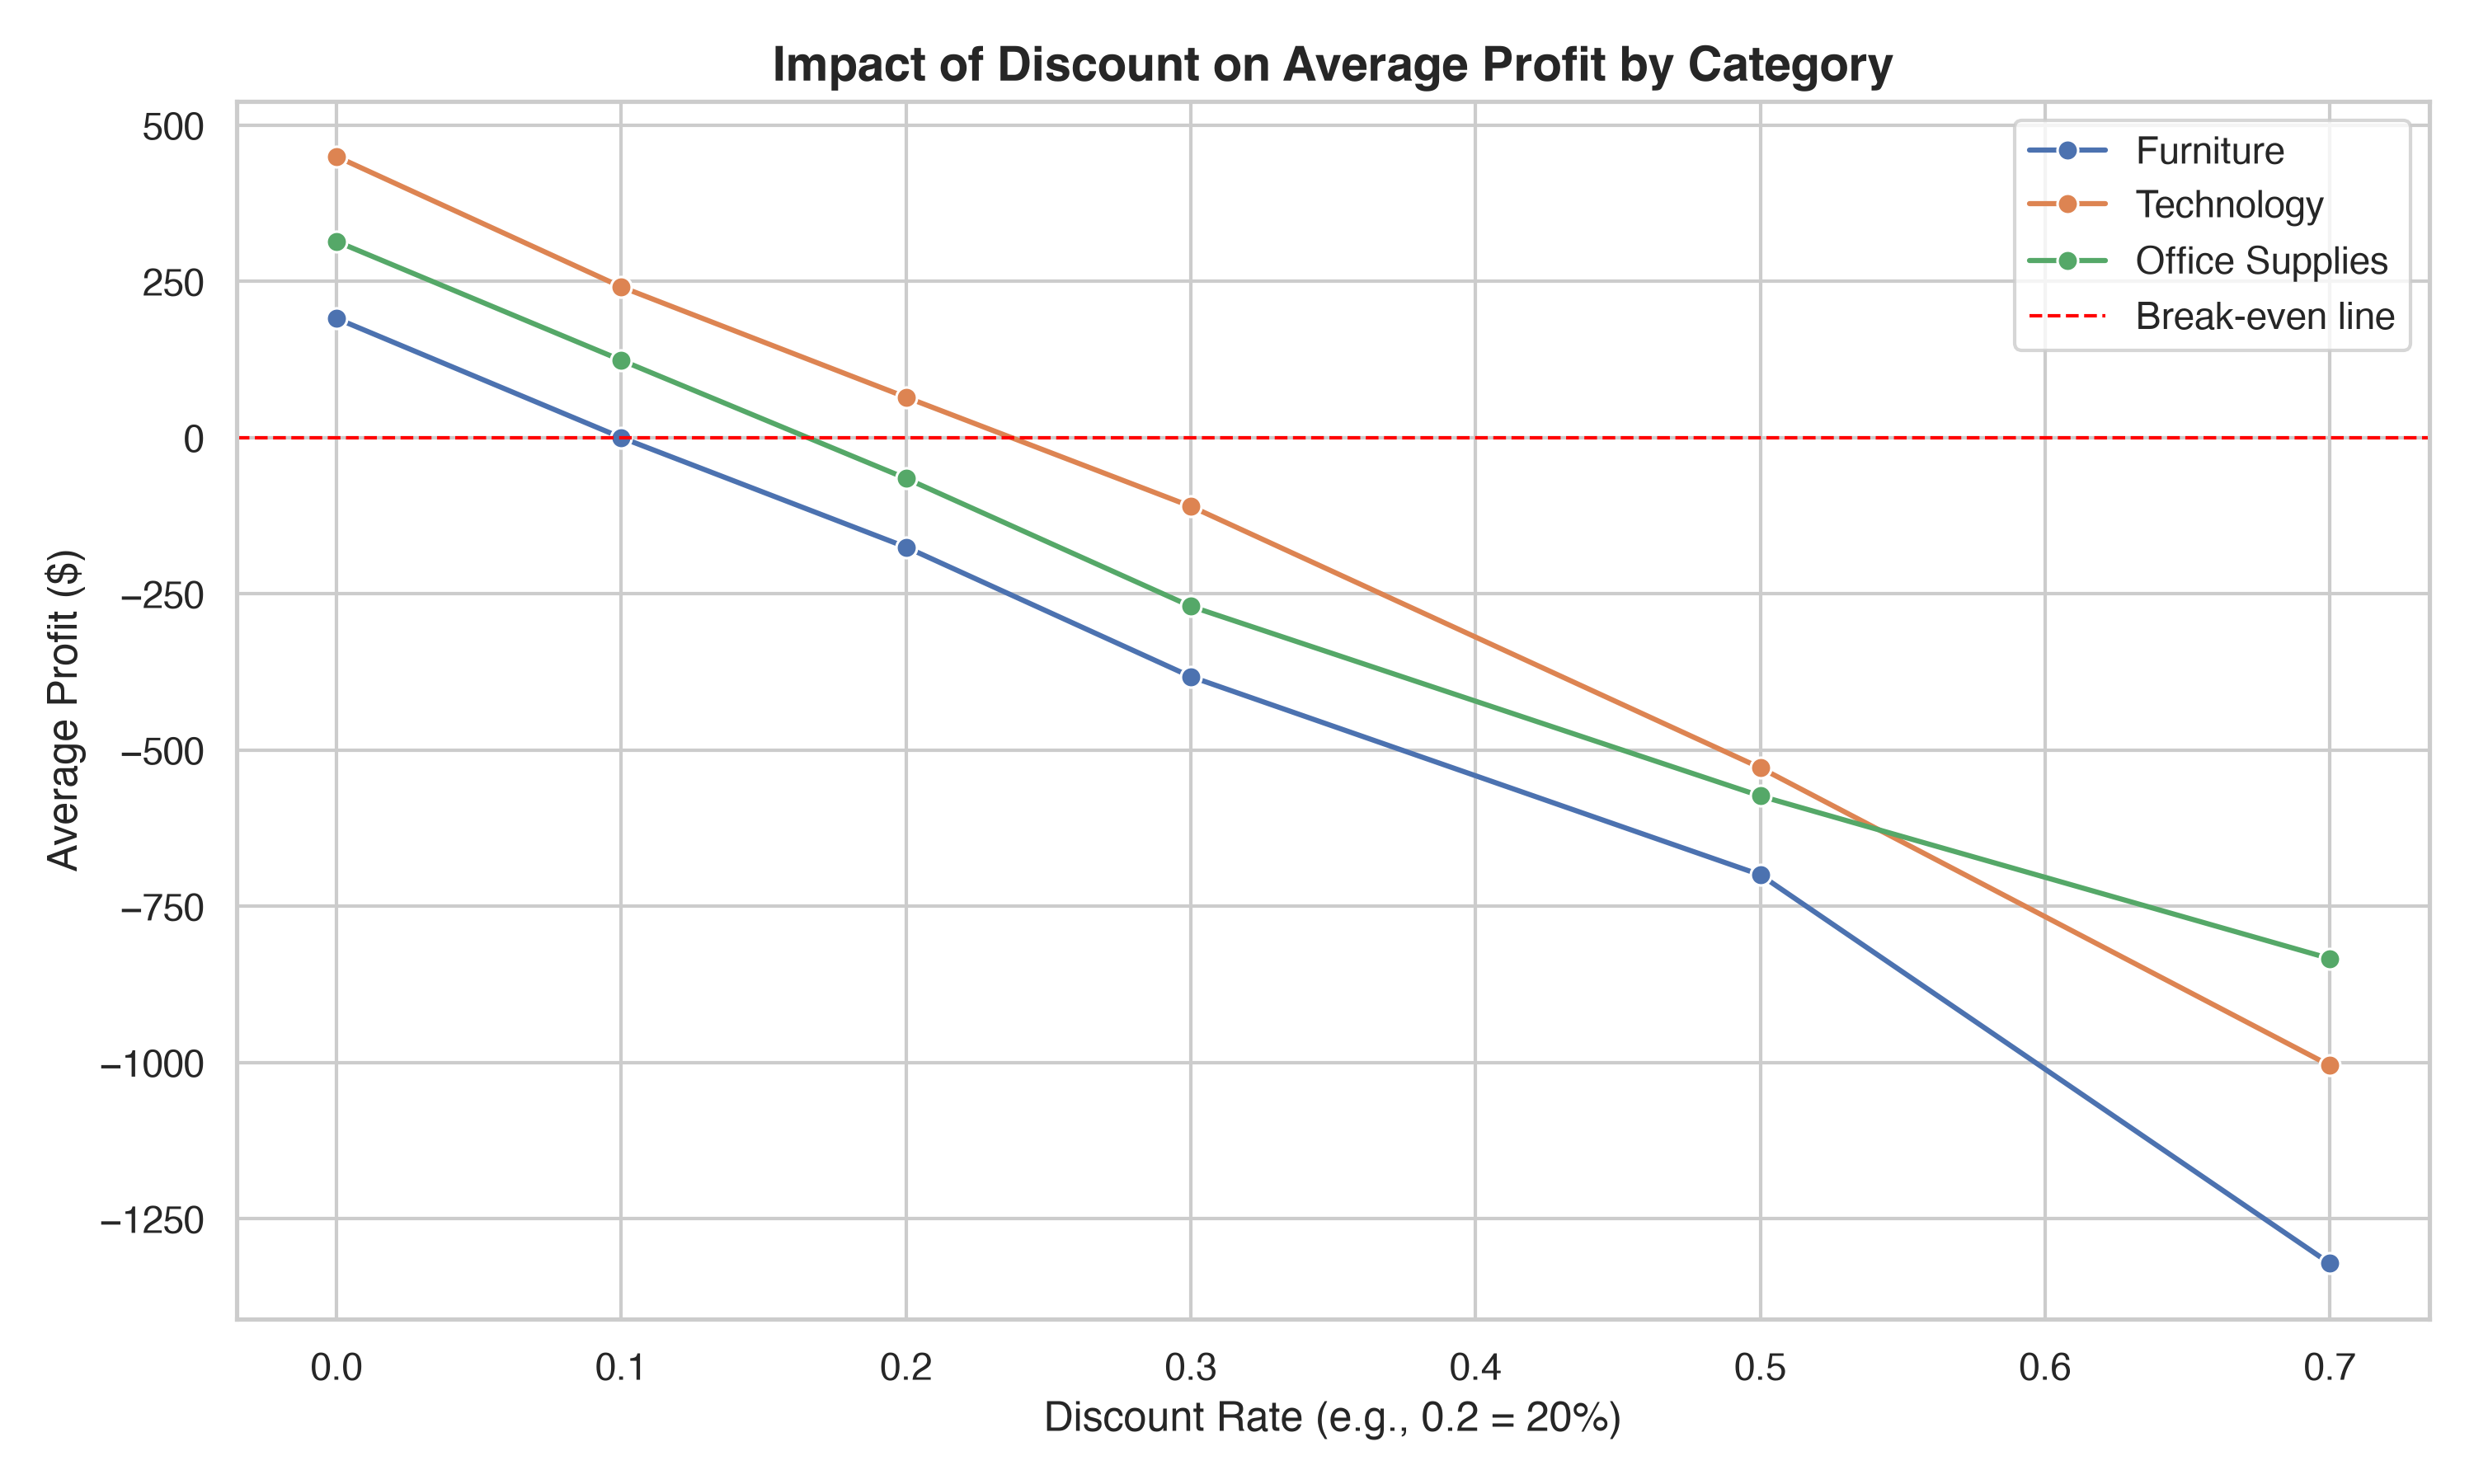 Impact of Discount on Average Profit by Category
500
250
0
−250
−500
−750
−1000
−1250
Average Profit ($)
Furniture
Technology
Office Supplies
Break-even line
0.0 0.1 0.2 0.3 0.4 0.5 0.6 0.7
Discount Rate (e.g., 0.2 = 20%)